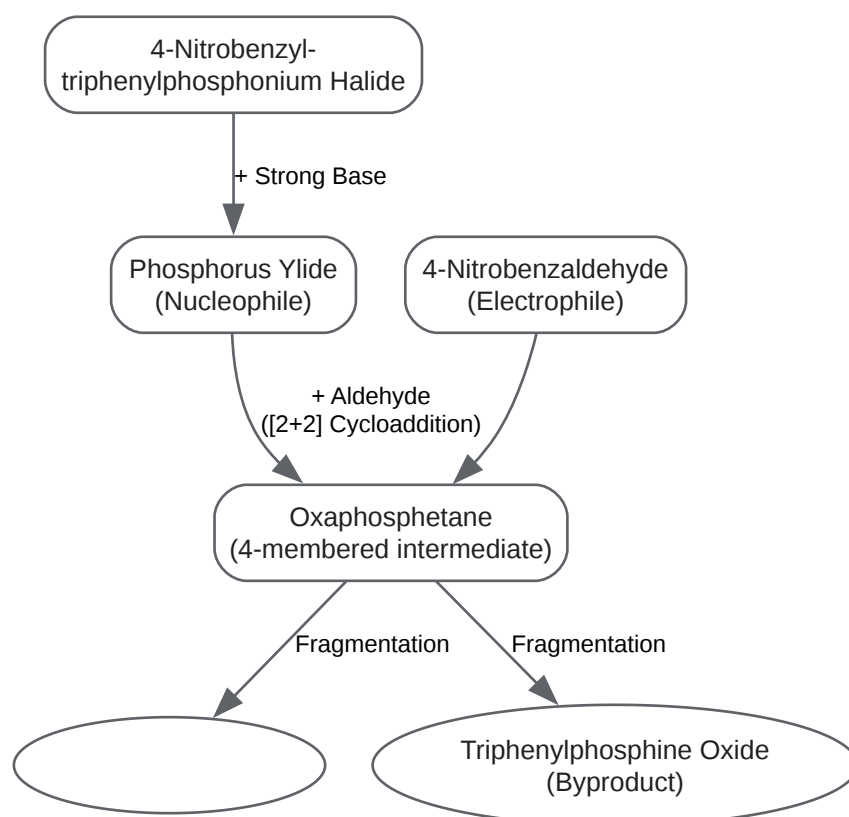 4-Nitrobenzyl-
triphenylphosphonium Halide
+ Strong Base
Phosphorus Ylide
(Nucleophile)
4-Nitrobenzaldehyde
(Electrophile)
+ Aldehyde
([2+2] Cycloaddition)
Oxaphosphetane
(4-membered intermediate)
Fragmentation
Fragmentation
Triphenylphosphine Oxide
(Byproduct)